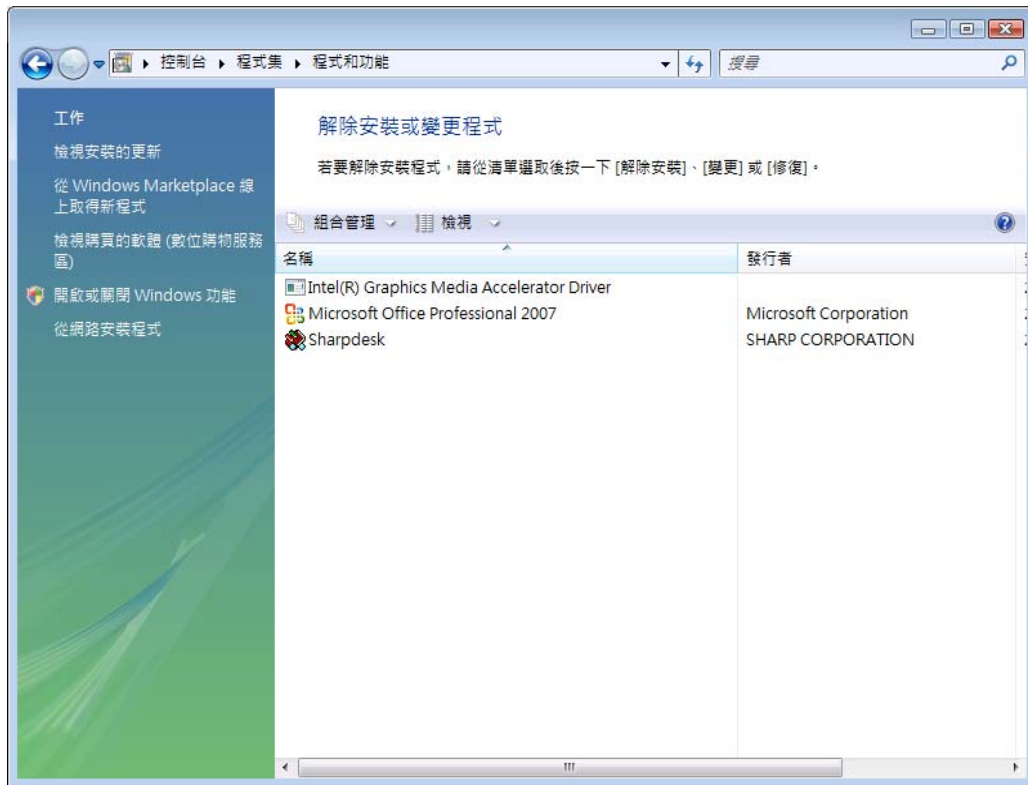 控制台 ▸ 程式集 ▸ 程式和功能
搜尋
工作
檢視安裝的更新
從 Windows Marketplace 線
上取得新程式
檢視購買的軟體 (數位購物服務
區)
開啟或關閉 Windows 功能
從網路安裝程式
解除安裝或變更程式
若要解除安裝程式，請從清單選取後按一下 [解除安裝]、[變更] 或 [修復]。
組合管理 檢視
名稱 發行者
Intel(R) Graphics Media Accelerator Driver
Microsoft Office Professional 2007 Microsoft Corporation
Sharpdesk SHARP CORPORATION